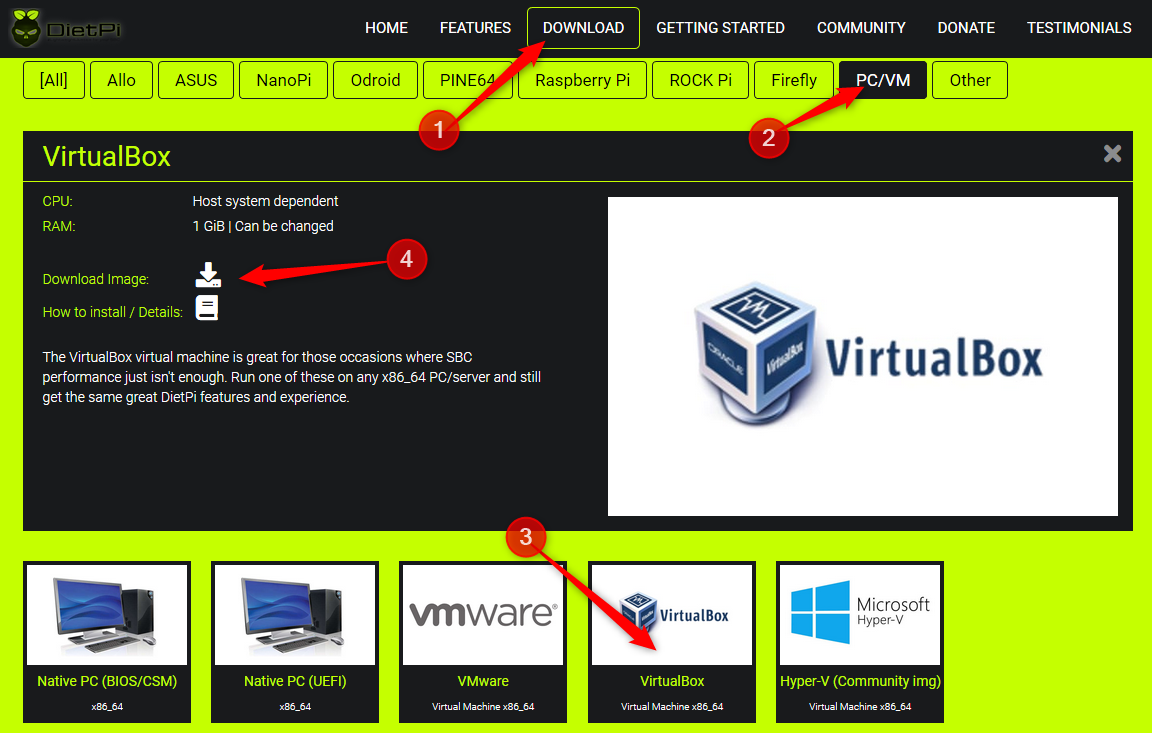 DietPi
HOME FEATURES DOWNLOAD GETTING STARTED COMMUNITY DONATE TESTIMONIALS
[All] Allo ASUS NanoPi Odroid PINE64 Raspberry Pi ROCK Pi Firefly PC/VM Other
1
2
VirtualBox
CPU: Host system dependent
RAM: 1 GiB | Can be changed
4
Download Image:
How to install / Details:
The VirtualBox virtual machine is great for those occasions where SBC
performance just isn't enough. Run one of these on any x86_64 PC/server and still
get the same great DietPi features and experience.
ORACLE
VirtualBox
VirtualBox
3
vmware®
VirtualBox
Microsoft
Hyper-V
Native PC (BIOS/CSM) Native PC (UEFI) VMware VirtualBox Hyper-V (Community img)
x86_64 x86_64 Virtual Machine x86_64 Virtual Machine x86_64 Virtual Machine x86_64